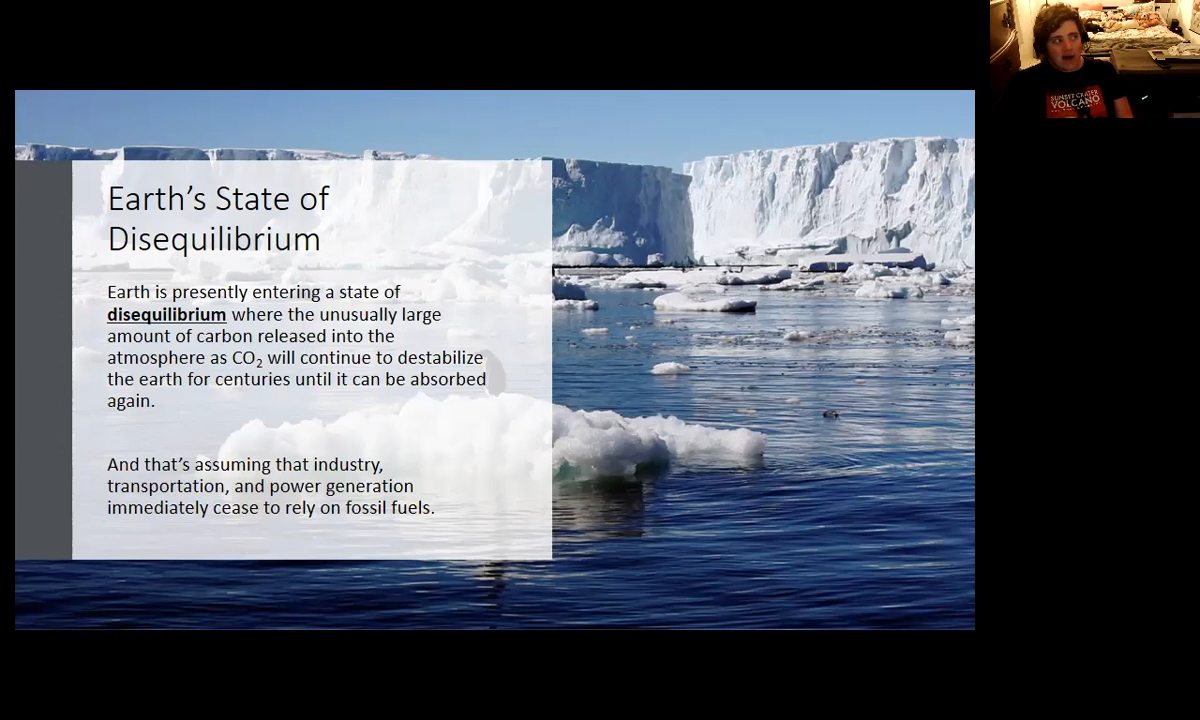 Earth’s State of
Disequilibrium
Earth is presently entering a state of
disequilibrium where the unusually large
amount of carbon released into the
atmosphere as CO₂ will continue to destabilize
the earth for centuries until it can be absorbed
again.
And that’s assuming that industry,
transportation, and power generation
immediately cease to rely on fossil fuels.
SUNSET CRATER
VOLCANO